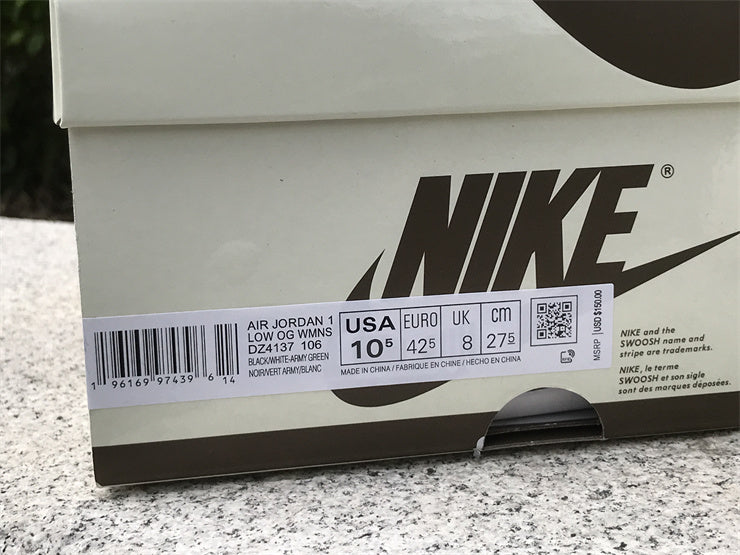 NIKE®
AIR JORDAN 1
LOW OG WMNS
DZ4137 106
BLACK/WHITE-ARMY GREEN
NOIR/VERT ARMY/BLANC
1 96169 97439 6 14
USA EURO UK cm
10⁵ 42⁵ 8 27⁵
MADE IN CHINA / FABRIQUE EN CHINE / HECHO EN CHINA
MSRP USD $150.00
NIKE and the
SWOOSH name and
stripe are trademarks.
NIKE, le terme
SWOOSH et son sigle
sont des marques déposées.